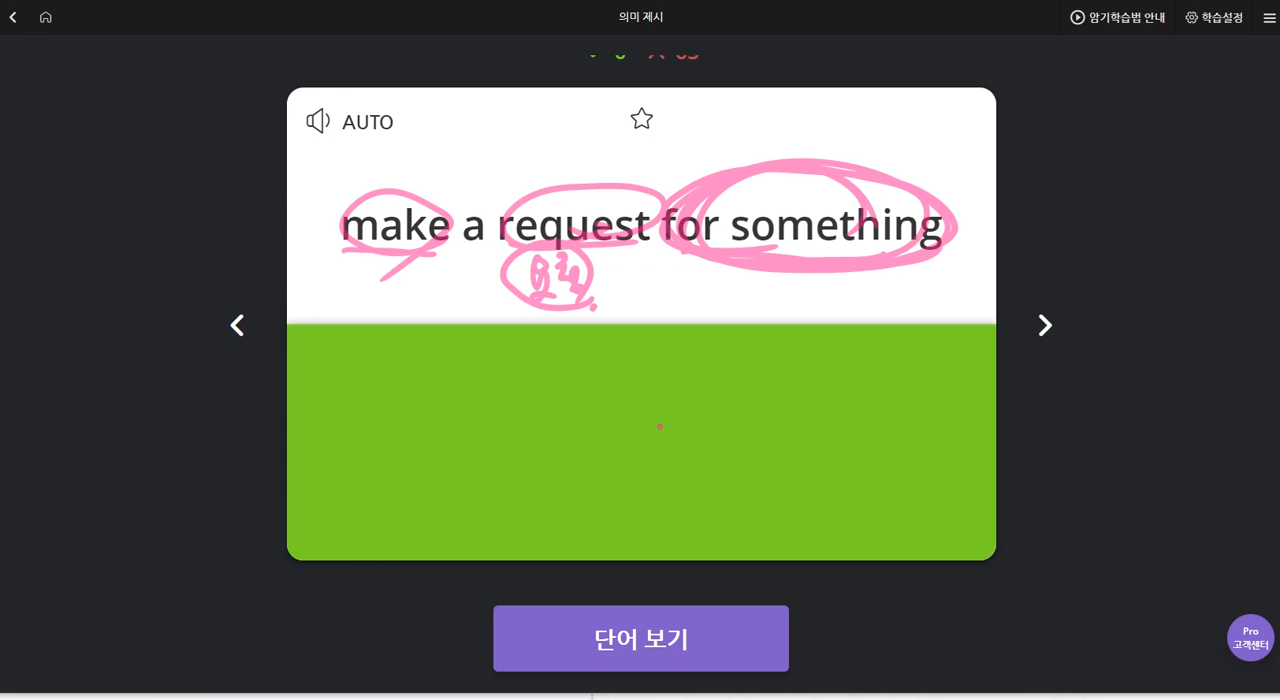 의미 제시
암기학습법 안내
학습설정
AUTO
make a request for something
요청
단어 보기
Pro
고객센터